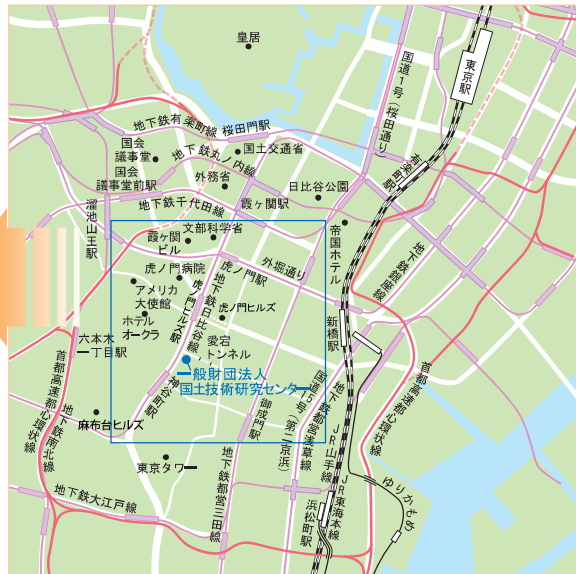 皇居
東京駅
国道1号(桜田通り)
地下鉄有楽町線
桜田門駅
有楽町駅
国会
議事堂
地下鉄丸ノ内線
国土交通省
国会
議事堂前駅
外務省
日比谷公園
溜池山王駅
地下鉄千代田線
霞ヶ関駅
文部科学省
霞ヶ関
ビル
帝国ホテル
外堀通り
地下鉄銀座線
虎ノ門病院
虎ノ門駅
アメリカ
大使館
地下鉄日比谷線
虎ノ門ヒルズ駅
虎ノ門ヒルズ
ホテル
オークラ
新橋駅
六本木
一丁目駅
愛宕
トンネル
一般財団法人
国土技術研究センター
首都高速都心環状線
地下鉄南北線
神谷町駅
御成門駅
国道15号(第二京浜)
地下鉄都営浅草線
JR山手線
JR東海本線
首都高速都心環状線
麻布台ヒルズ
東京タワー
地下鉄都営三田線
ゆりかもめ
地下鉄大江戸線
浜松町駅